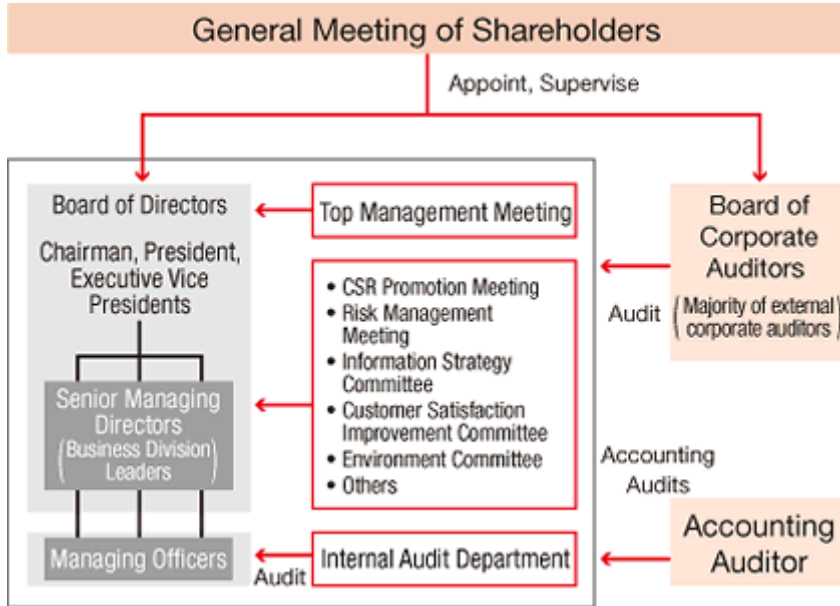 General Meeting of Shareholders
Appoint, Supervise
Board of Directors
Chairman, President,
Executive Vice
Presidents
Senior Managing
Directors
(Business Division
Leaders)
Managing Officers
Top Management Meeting
• CSR Promotion Meeting
• Risk Management
Meeting
• Information Strategy
Committee
• Customer Satisfaction
Improvement Committee
• Environment Committee
• Others
Internal Audit Department
Audit
Board of
Corporate
Auditors
(Majority of external
corporate auditors)
Audit
Accounting
Audits
Accounting
Auditor